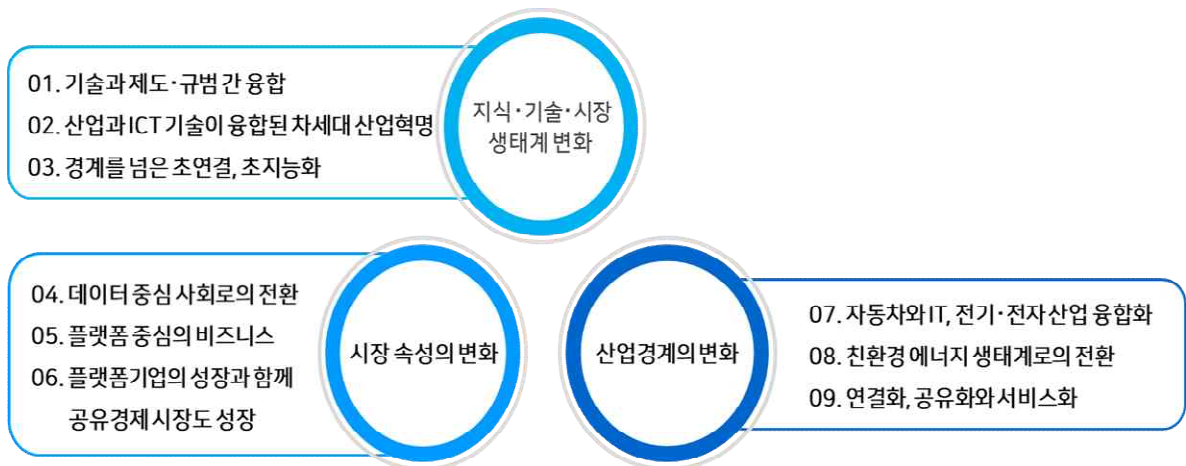 01. 기술과 제도·규범 간 융합
02. 산업과 ICT 기술이 융합된 차세대 산업혁명
03. 경계를 넘은 초연결, 초지능화
지식·기술·시장
생태계 변화
04. 데이터 중심 사회로의 전환
05. 플랫폼 중심의 비즈니스
06. 플랫폼기업의 성장과 함께
공유경제 시장도 성장
시장 속성의 변화
산업경계의 변화
07. 자동차와 IT, 전기·전자산업 융합화
08. 친환경 에너지 생태계로의 전환
09. 연결화, 공유화와 서비스화